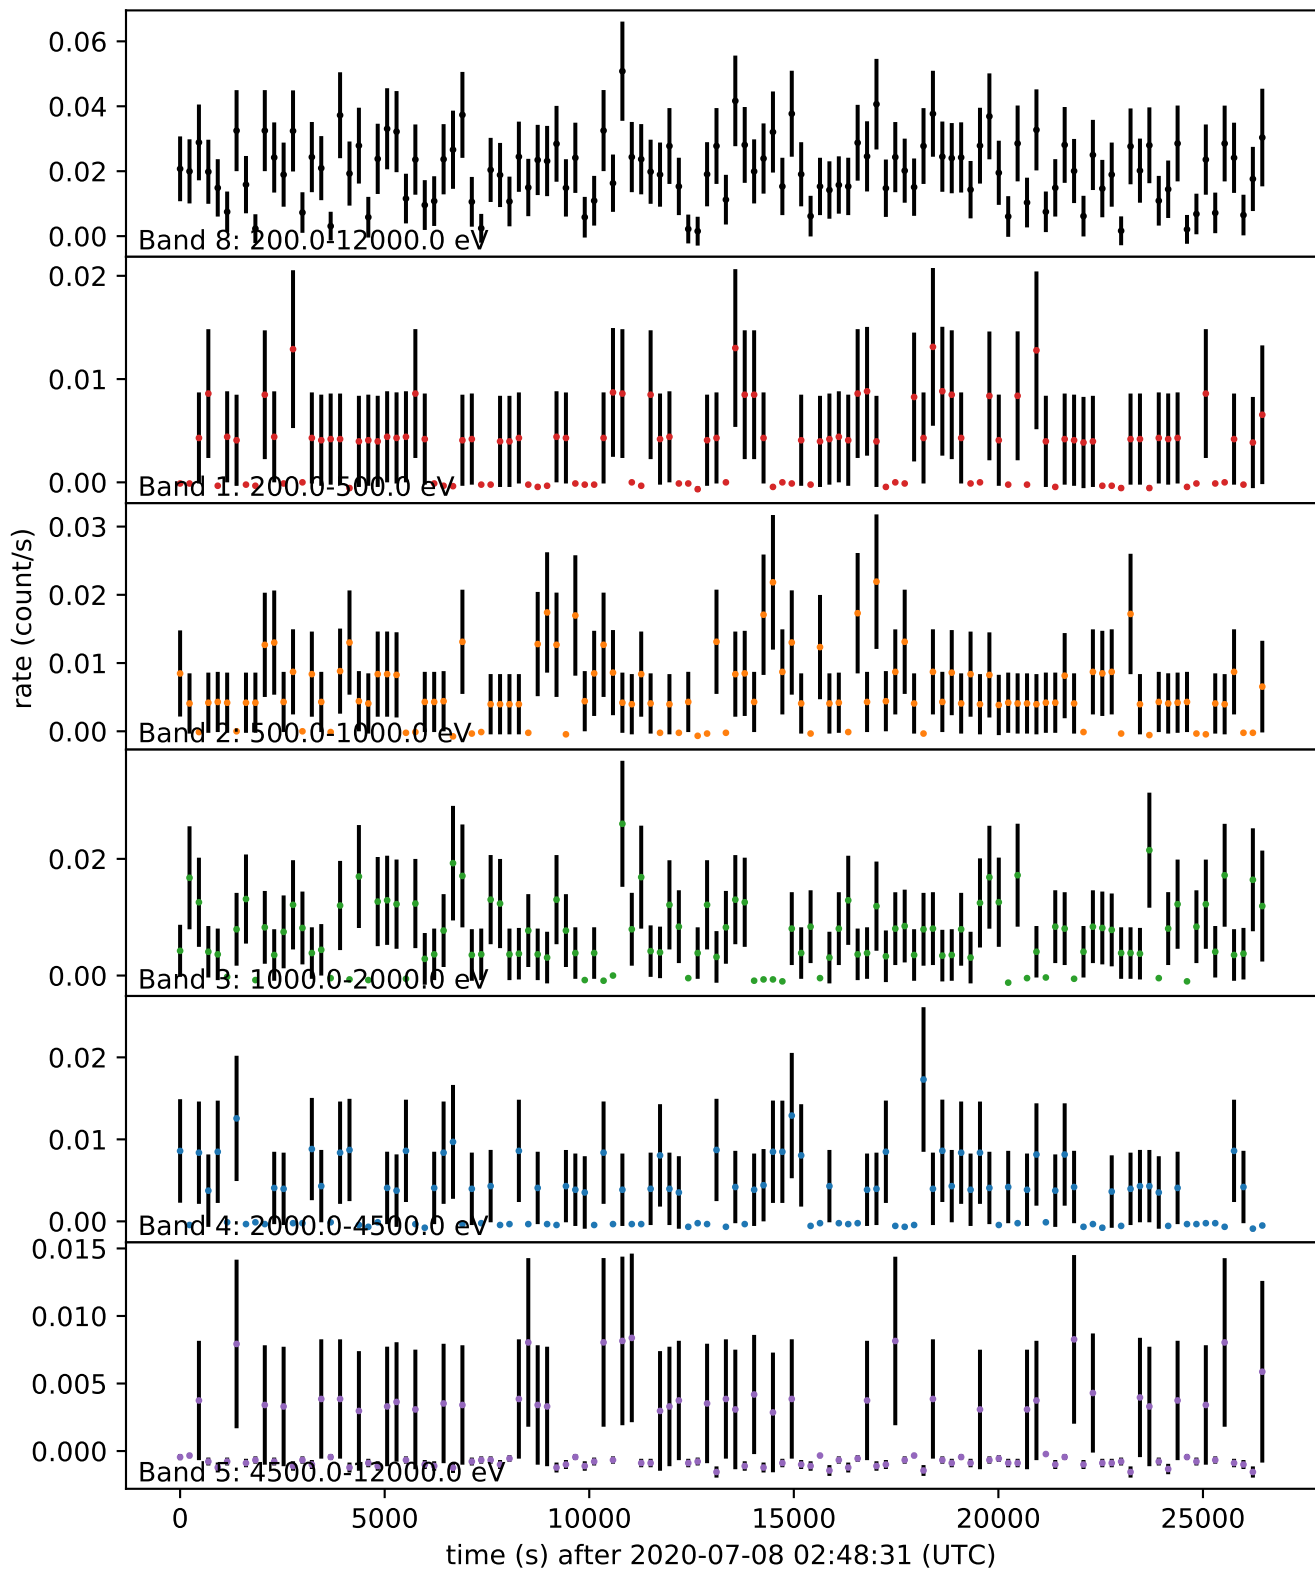 0.06
0.04
0.02
0.00
Band 8: 200.0-12000.0 eV
0.02
0.01
0.00
Band 1: 200.0-500.0 eV
0.03
0.02
0.01
0.00
Band 2: 500.0-1000.0 eV
rate (count/s)
0.02
0.00
Band 3: 1000.0-2000.0 eV
0.02
0.01
0.00
Band 4: 2000.0-4500.0 eV
0.015
0.010
0.005
0.000
Band 5: 4500.0-12000.0 eV
0 5000 10000 15000 20000 25000
time (s) after 2020-07-08 02:48:31 (UTC)